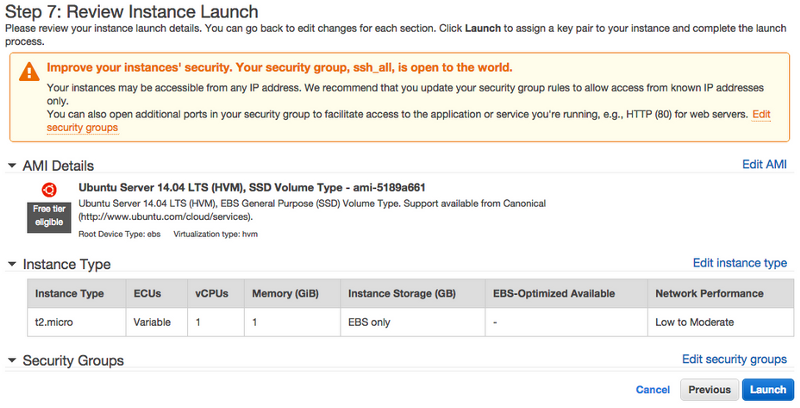 Step 7: Review Instance Launch
Please review your instance launch details. You can go back to edit changes for each section. Click Launch to assign a key pair to your instance and complete the launch
process.
Improve your instances' security. Your security group, ssh_all, is open to the world.
Your instances may be accessible from any IP address. We recommend that you update your security group rules to allow access from known IP addresses
only.
You can also open additional ports in your security group to facilitate access to the application or service you're running, e.g., HTTP (80) for web servers. Edit
security groups
AMI Details Edit AMI
Ubuntu Server 14.04 LTS (HVM), SSD Volume Type - ami-5189a661
Free tier
eligible
Ubuntu Server 14.04 LTS (HVM), EBS General Purpose (SSD) Volume Type. Support available from Canonical
(http://www.ubuntu.com/cloud/services).
Root Device Type: ebs Virtualization type: hvm
Instance Type Edit instance type
Instance Type ECUs vCPUs Memory (GiB) Instance Storage (GB) EBS-Optimized Available Network Performance
t2.micro Variable 1 1 EBS only - Low to Moderate
Security Groups Edit security groups
Cancel Previous Launch